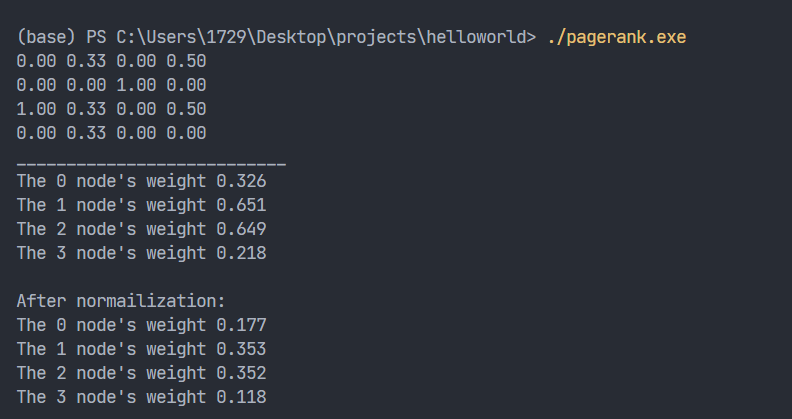 (base) PS C:\Users\1729\Desktop\projects\helloworld> ./pagerank.exe
0.00 0.33 0.00 0.50
0.00 0.00 1.00 0.00
1.00 0.33 0.00 0.50
0.00 0.33 0.00 0.00
___________________________
The 0 node's weight 0.326
The 1 node's weight 0.651
The 2 node's weight 0.649
The 3 node's weight 0.218
After normailization:
The 0 node's weight 0.177
The 1 node's weight 0.353
The 2 node's weight 0.352
The 3 node's weight 0.118